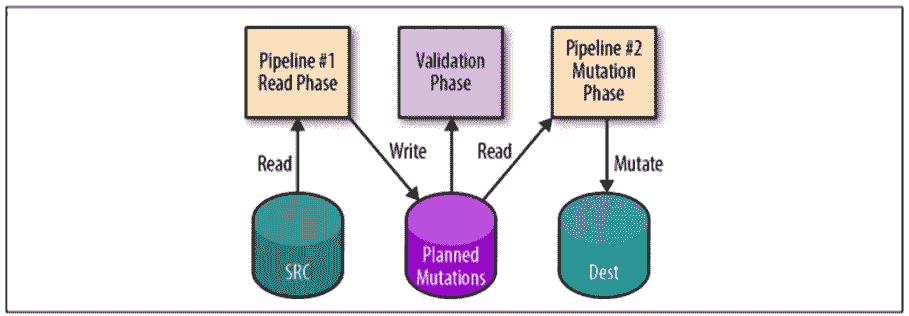 Pipeline #1
Read Phase
Validation
Phase
Pipeline #2
Mutation
Phase
Read
Write
Read
Mutate
SRC
Planned
Mutations
Dest